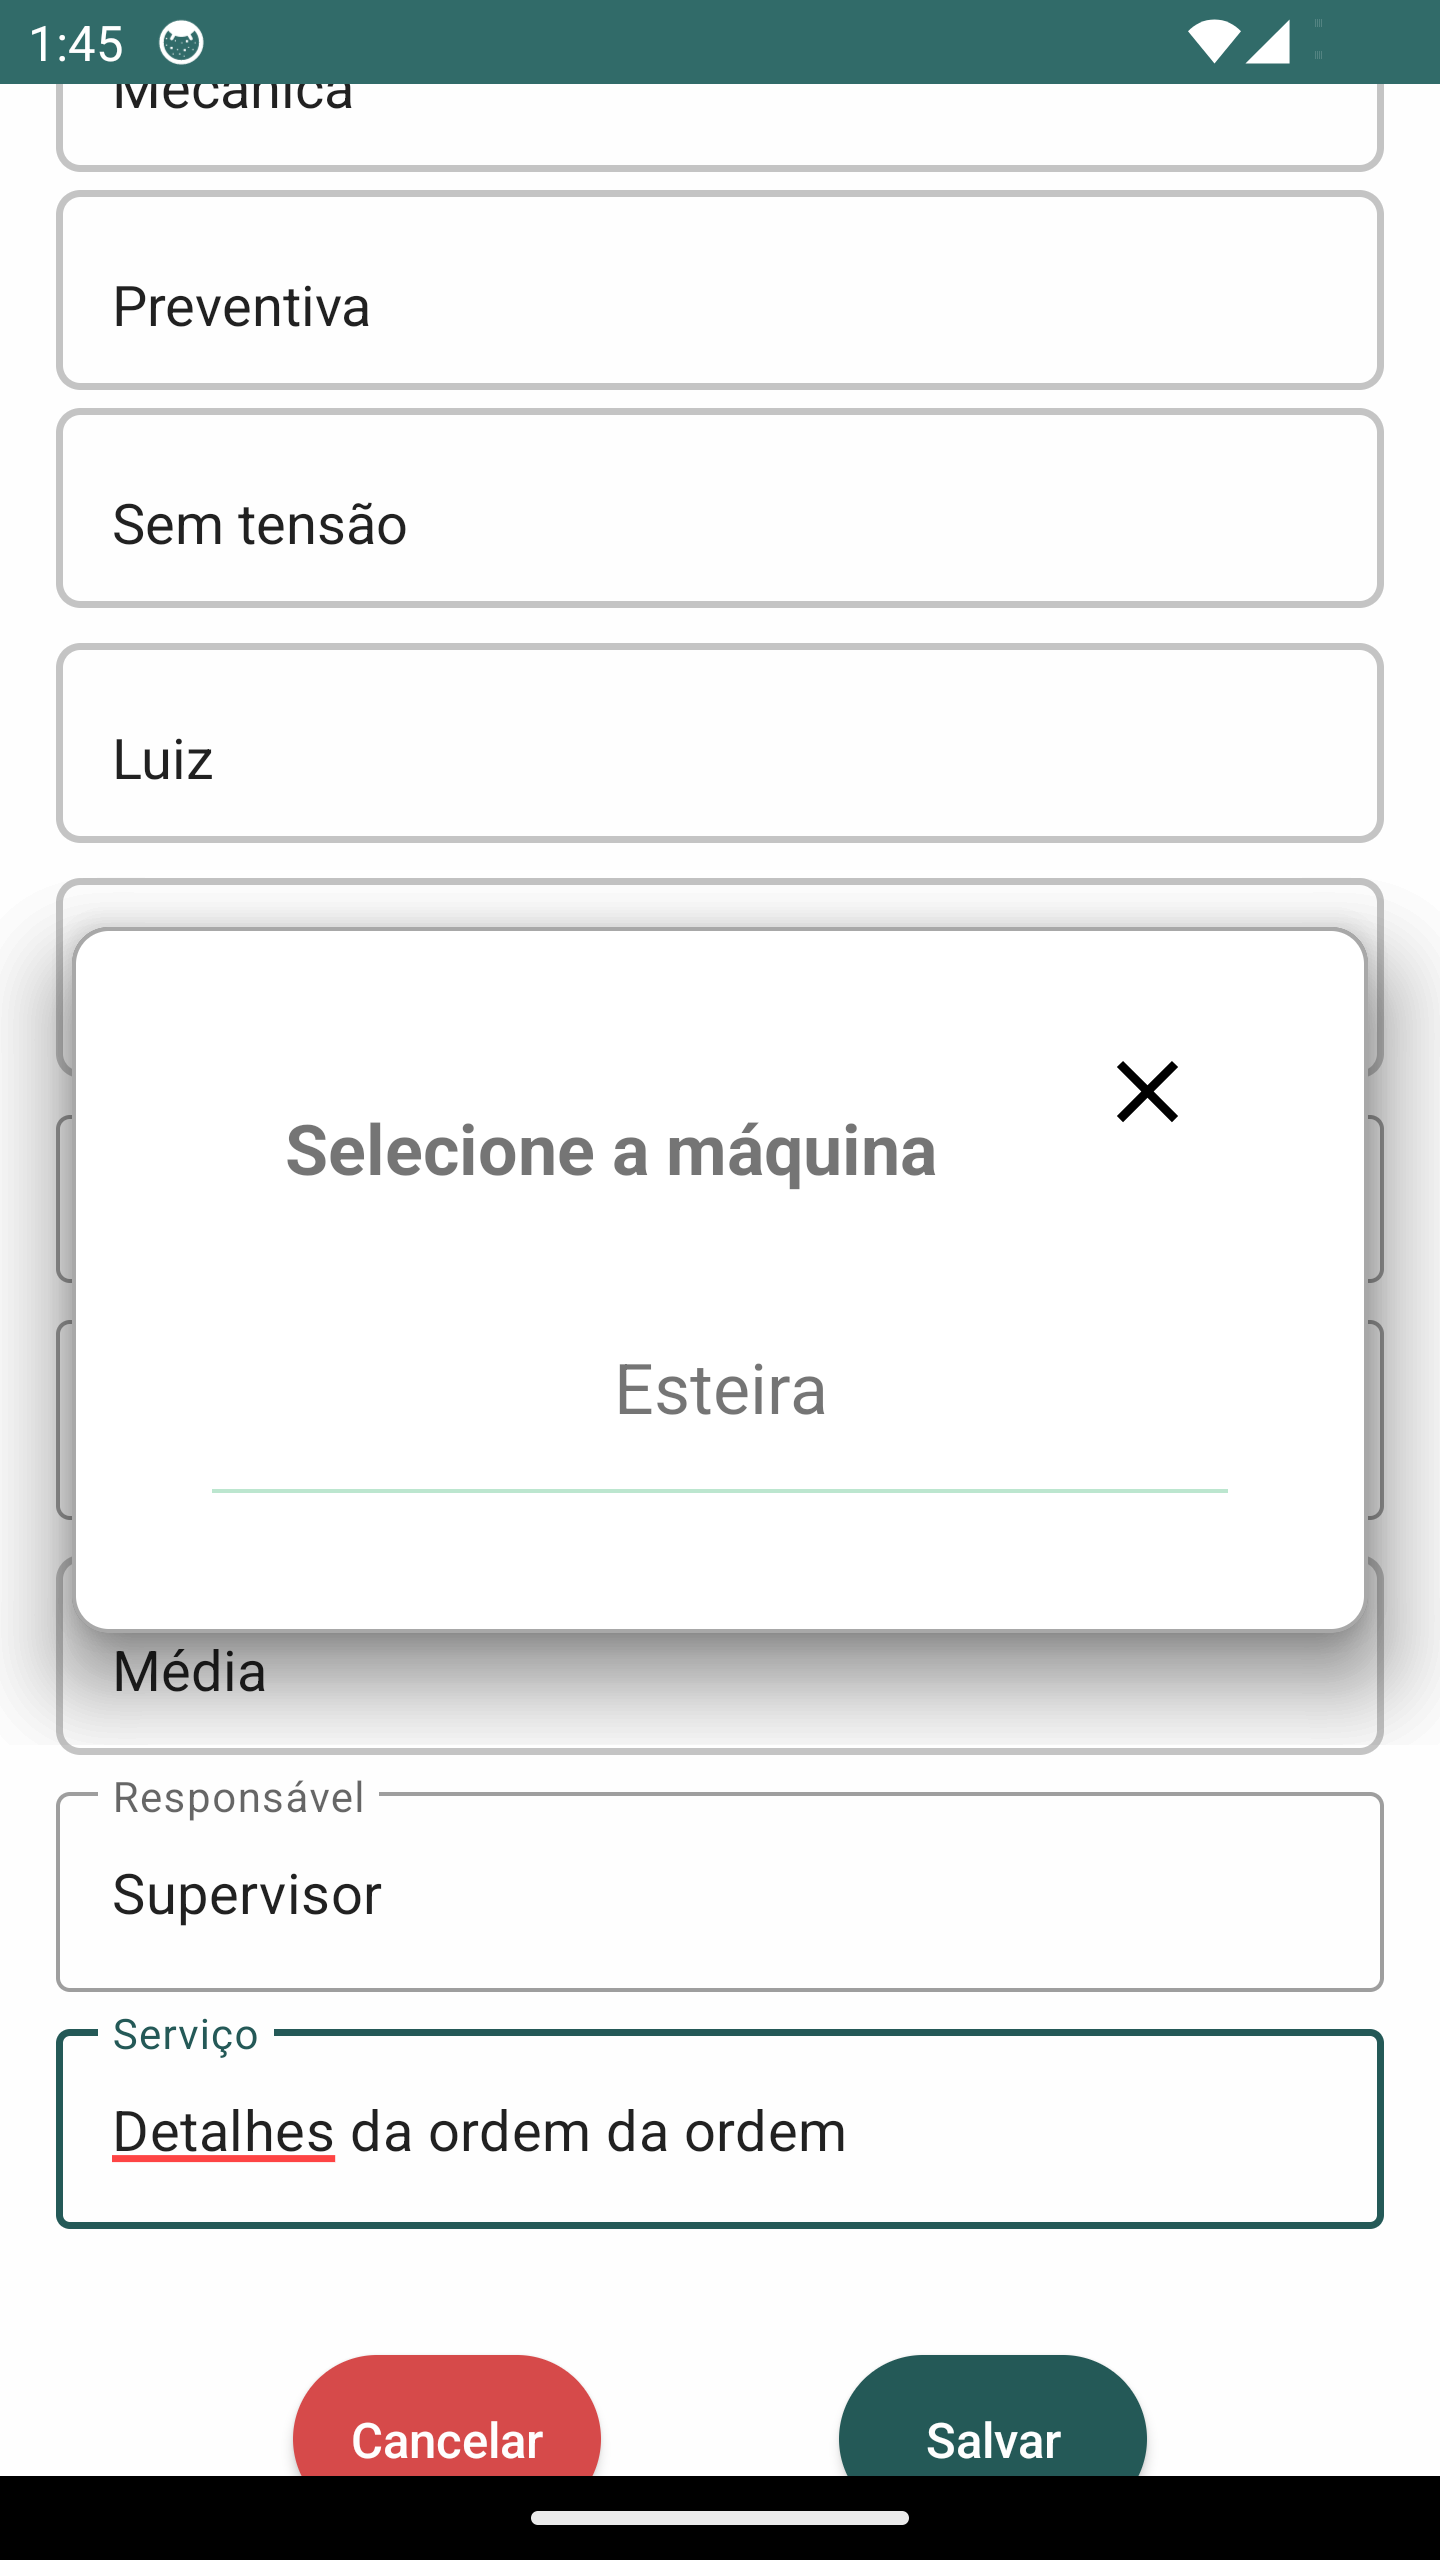 1:45
Mecânica
Preventiva
Sem tensão
Luiz
Selecione a máquina
Esteira
Média
Responsável
Supervisor
Serviço
Detalhes da ordem da ordem
Cancelar
Salvar